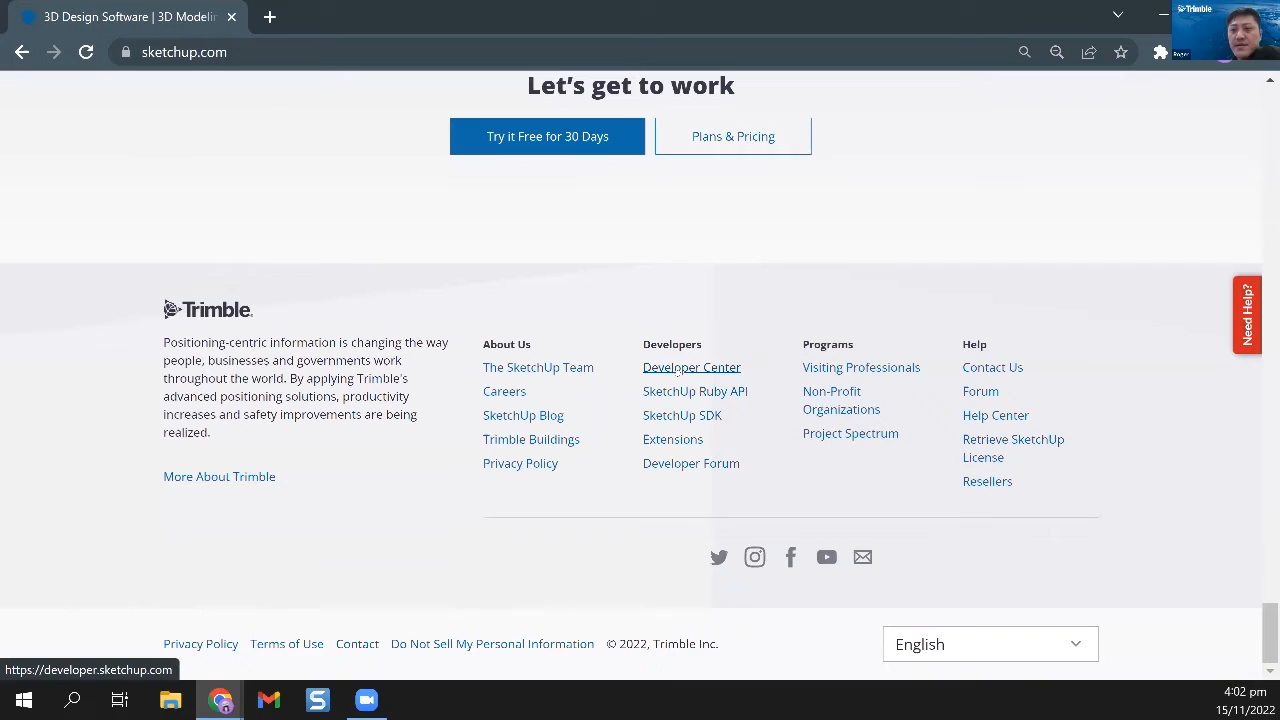 3D Design Software | 3D Modelin
Trimble
Roger
sketchup.com
Let's get to work
Try it Free for 30 Days
Plans & Pricing
Need Help?
Trimble
Positioning-centric information is changing the way
people, businesses and governments work
throughout the world. By applying Trimble's
advanced positioning solutions, productivity
increases and safety improvements are being
realized.
More About Trimble
About Us
The SketchUp Team
Careers
SketchUp Blog
Trimble Buildings
Privacy Policy
Developers
Developer Center
SketchUp Ruby API
SketchUp SDK
Extensions
Developer Forum
Programs
Visiting Professionals
Non-Profit
Organizations
Project Spectrum
Help
Contact Us
Forum
Help Center
Retrieve SketchUp
License
Resellers
Privacy Policy
Terms of Use
Contact
Do Not Sell My Personal Information
© 2022, Trimble Inc.
English
https://developer.sketchup.com
4:02 pm
15/11/2022